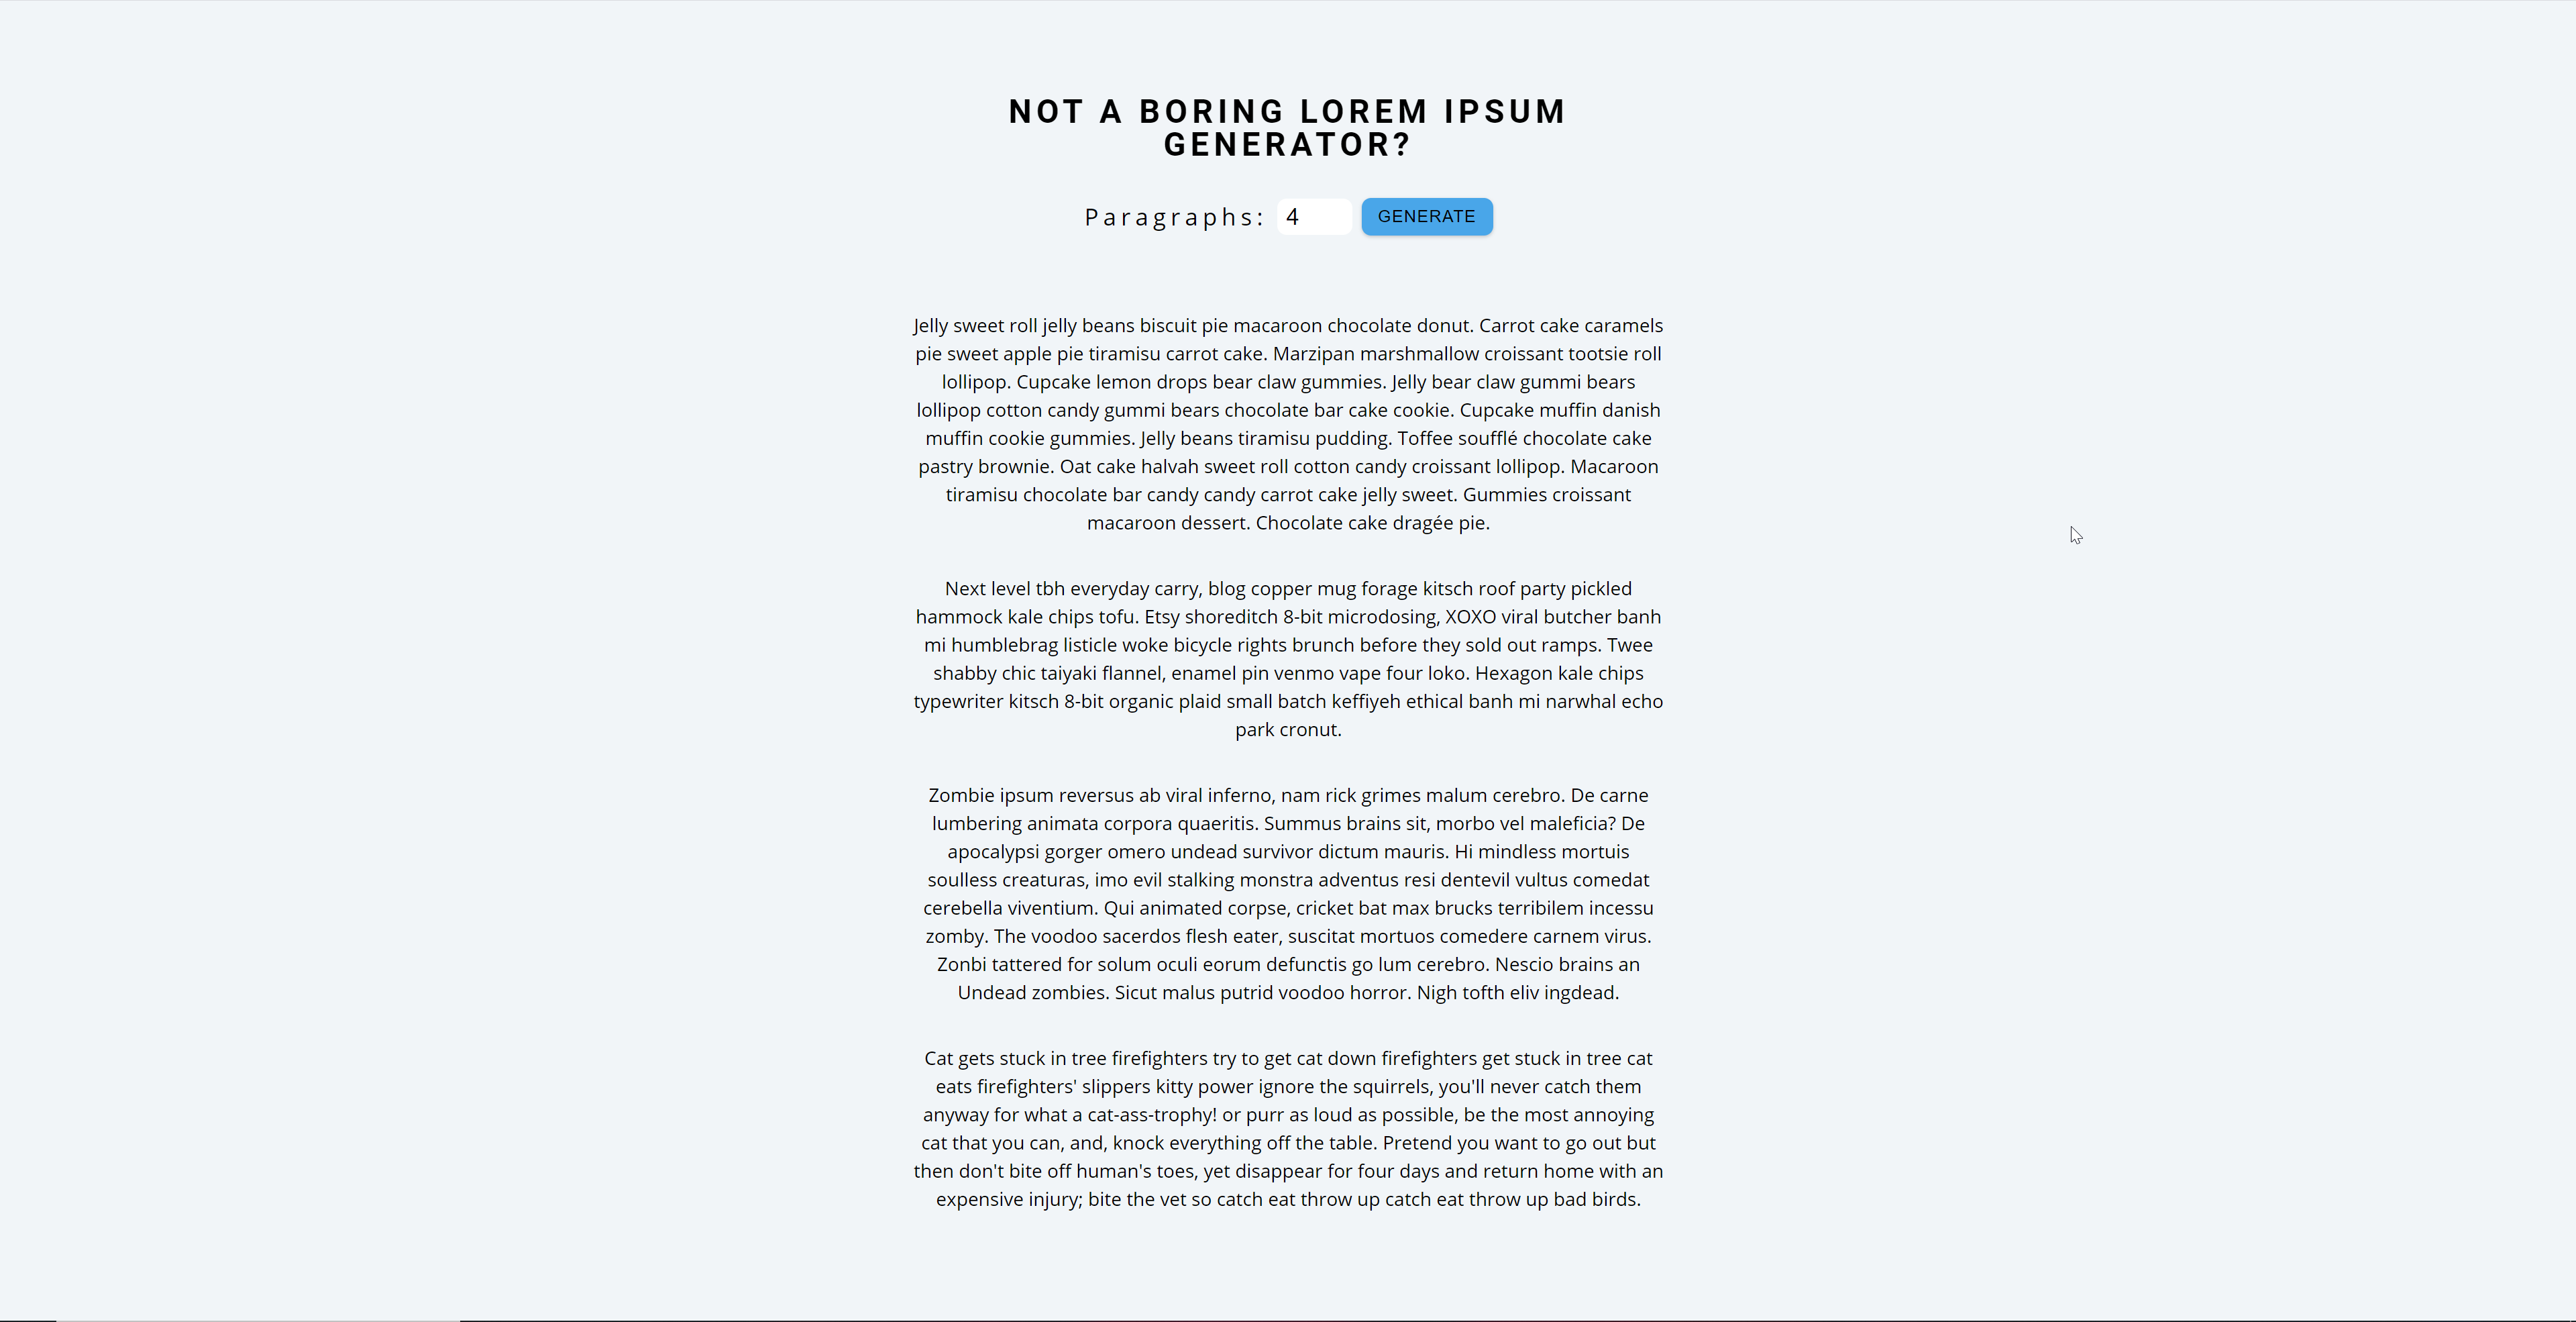 NOT A BORING LOREM IPSUM
GENERATOR?
Paragraphs: 4 GENERATE
Jelly sweet roll jelly beans biscuit pie macaroon chocolate donut. Carrot cake caramels
pie sweet apple pie tiramisu carrot cake. Marzipan marshmallow croissant tootsie roll
lollipop. Cupcake lemon drops bear claw gummies. Jelly bear claw gummi bears
lollipop cotton candy gummi bears chocolate bar cake cookie. Cupcake muffin danish
muffin cookie gummies. Jelly beans tiramisu pudding. Toffee soufflé chocolate cake
pastry brownie. Oat cake halvah sweet roll cotton candy croissant lollipop. Macaroon
tiramisu chocolate bar candy candy carrot cake jelly sweet. Gummies croissant
macaroon dessert. Chocolate cake dragée pie.
Next level tbh everyday carry, blog copper mug forage kitsch roof party pickled
hammock kale chips tofu. Etsy shoreditch 8-bit microdosing, XOXO viral butcher banh
mi humblebrag listicle woke bicycle rights brunch before they sold out ramps. Twee
shabby chic taiyaki flannel, enamel pin venmo vape four loko. Hexagon kale chips
typewriter kitsch 8-bit organic plaid small batch keffiyeh ethical banh mi narwhal echo
park cronut.
Zombie ipsum reversus ab viral inferno, nam rick grimes malum cerebro. De carne
lumbering animata corpora quaeritis. Summus brains sit, morbo vel maleficia? De
apocalypsi gorger omero undead survivor dictum mauris. Hi mindless mortuis
soulless creaturas, imo evil stalking monstra adventus resi dentevil vultus comedat
cerebella viventium. Qui animated corpse, cricket bat max brucks terribilem incessu
zomby. The voodoo sacerdos flesh eater, suscitat mortuos comedere carnem virus.
Zonbi tattered for solum oculi eorum defunctis go lum cerebro. Nescio brains an
Undead zombies. Sicut malus putrid voodoo horror. Nigh tofth eliv ingdead.
Cat gets stuck in tree firefighters try to get cat down firefighters get stuck in tree cat
eats firefighters' slippers kitty power ignore the squirrels, you'll never catch them
anyway for what a cat-ass-trophy! or purr as loud as possible, be the most annoying
cat that you can, and, knock everything off the table. Pretend you want to go out but
then don't bite off human's toes, yet disappear for four days and return home with an
expensive injury; bite the vet so catch eat throw up catch eat throw up bad birds.